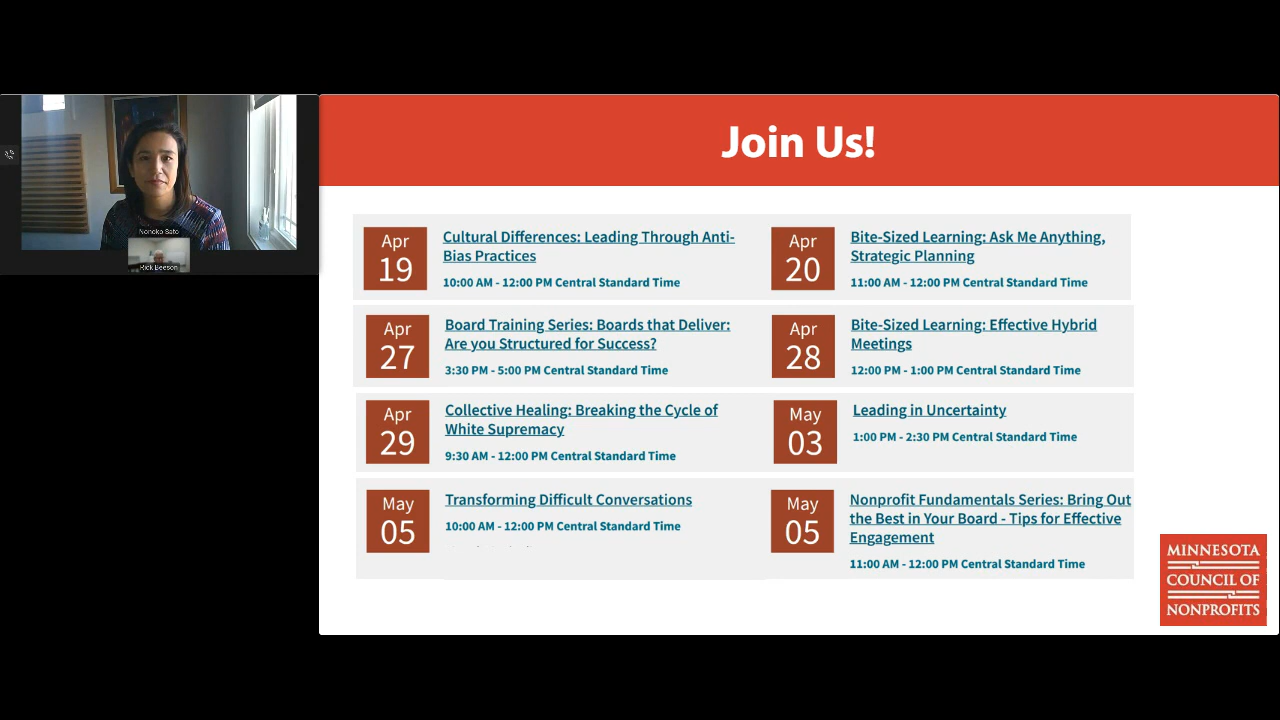 Nonoko Sato
Rick Beeson
Join Us!
Apr
19
Cultural Differences: Leading Through Anti-
Bias Practices
10:00 AM - 12:00 PM Central Standard Time
Apr
20
Bite-Sized Learning: Ask Me Anything,
Strategic Planning
11:00 AM - 12:00 PM Central Standard Time
Apr
27
Board Training Series: Boards that Deliver:
Are you Structured for Success?
3:30 PM - 5:00 PM Central Standard Time
Apr
28
Bite-Sized Learning: Effective Hybrid
Meetings
12:00 PM - 1:00 PM Central Standard Time
Apr
29
Collective Healing: Breaking the Cycle of
White Supremacy
9:30 AM - 12:00 PM Central Standard Time
May
03
Leading in Uncertainty
1:00 PM - 2:30 PM Central Standard Time
May
05
Transforming Difficult Conversations
10:00 AM - 12:00 PM Central Standard Time
May
05
Nonprofit Fundamentals Series: Bring Out
the Best in Your Board - Tips for Effective
Engagement
11:00 AM - 12:00 PM Central Standard Time
MINNESOTA
COUNCIL OF
NONPROFITS